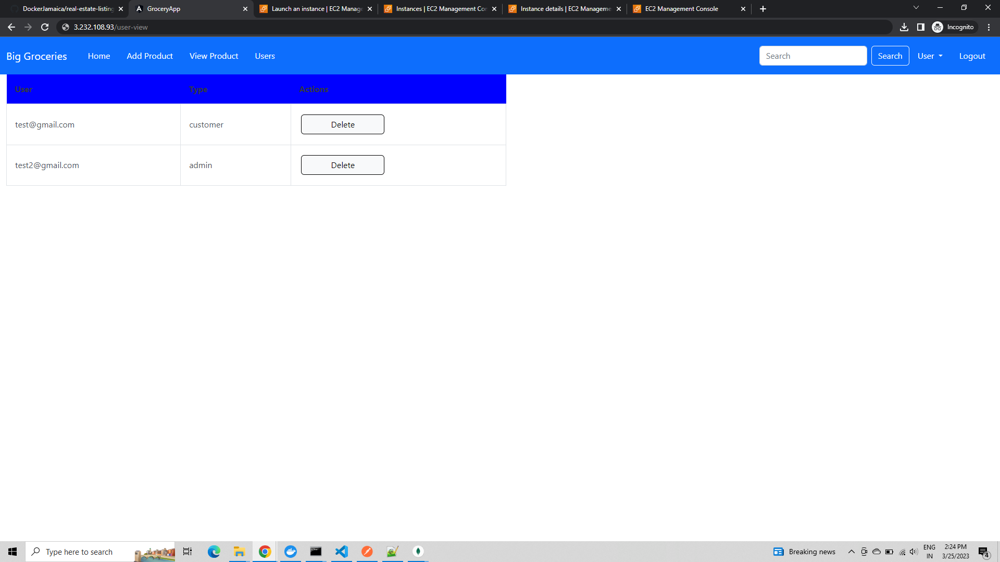 DockerJamaica/real-estate-listing
GroceryApp
Launch an instance | EC2 Manage
Instances | EC2 Management Cor
Instance details | EC2 Manageme
EC2 Management Console
3.232.108.93/user-view
Incognito
Big Groceries
Home
Add Product
View Product
Users
Search
Search
User
Logout
User Type Actions
test@gmail.com customer Delete
test2@gmail.com admin Delete
Type here to search
Breaking news
ENG
IN
2:24 PM
3/25/2023
4